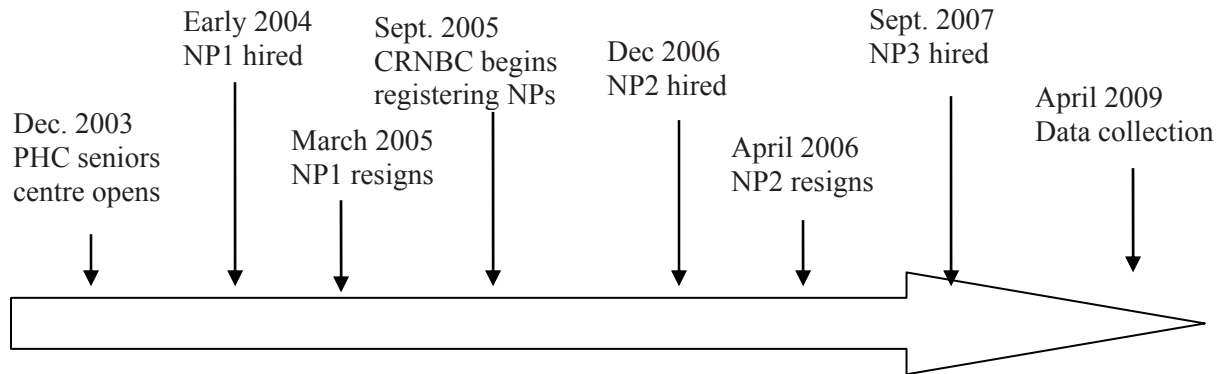 Dec. 2003
PHC seniors
centre opens
Early 2004
NP1 hired
March 2005
NP1 resigns
Sept. 2005
CRNBC begins
registering NPs
Dec 2006
NP2 hired
April 2006
NP2 resigns
Sept. 2007
NP3 hired
April 2009
Data collection